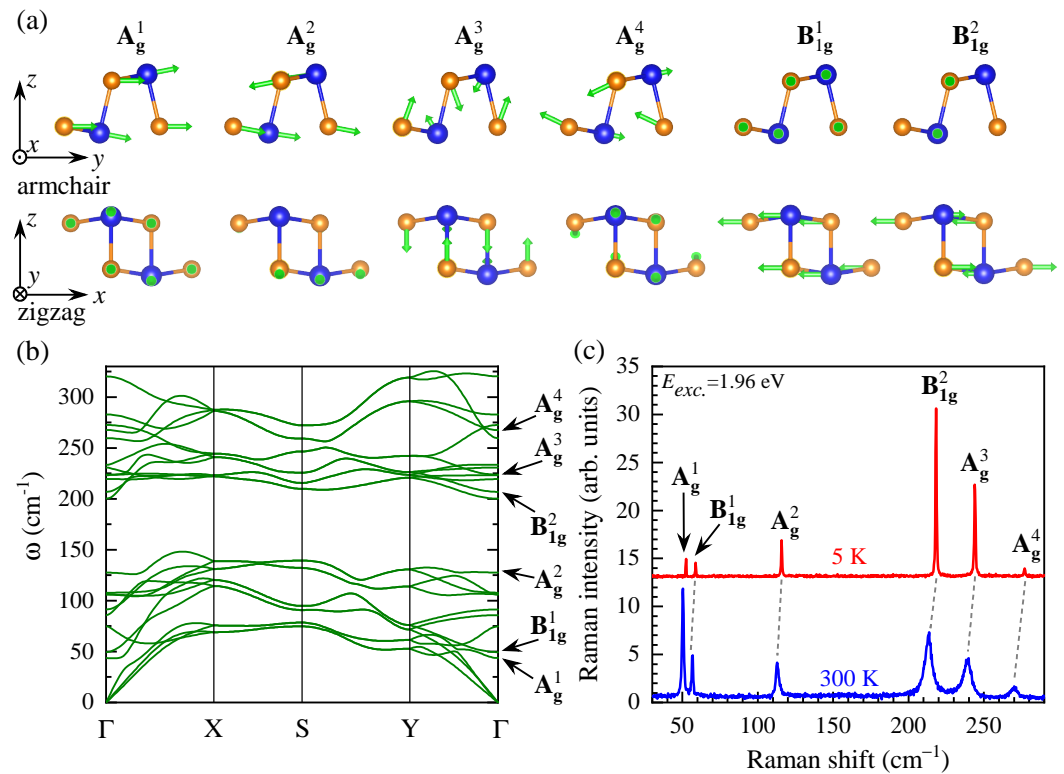 (a)
A_g^1 A_g^2 A_g^3 A_g^4 B_1g^1 B_1g^2
z
x
y
armchair
z
y
x
zigzag
(b)
300
250
200
150
100
50
0
ω (cm⁻¹)
Γ X S Y Γ
A_g^4
A_g^3
B_1g^2
A_g^2
B_1g^1
A_g^1
(c)
35
30
25
20
15
10
5
0
Raman intensity (arb. units)
E_exc.=1.96 eV
B_1g^2
A_g^1
B_1g^1
A_g^2
A_g^3
A_g^4
5 K
300 K
50 100 150 200 250
Raman shift (cm⁻¹)